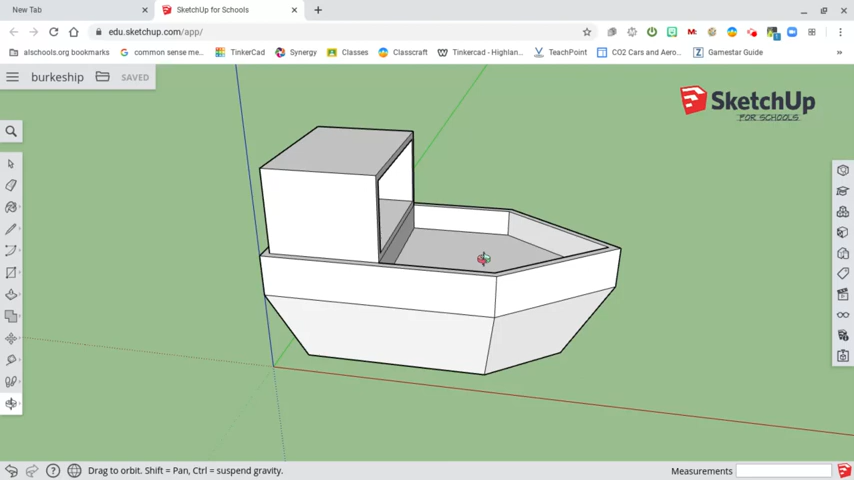 New Tab
SketchUp for Schools
edu.sketchup.com/app/
alschools.org bookmarks
common sense me...
TinkerCad
Synergy
Classes
Classcraft
Tinkercad - Highlan...
TeachPoint
CO2 Cars and Aero...
Gamestar Guide
burkeship
SAVED
SketchUp
FOR SCHOOLS
Drag to orbit. Shift = Pan, Ctrl = suspend gravity.
Measurements